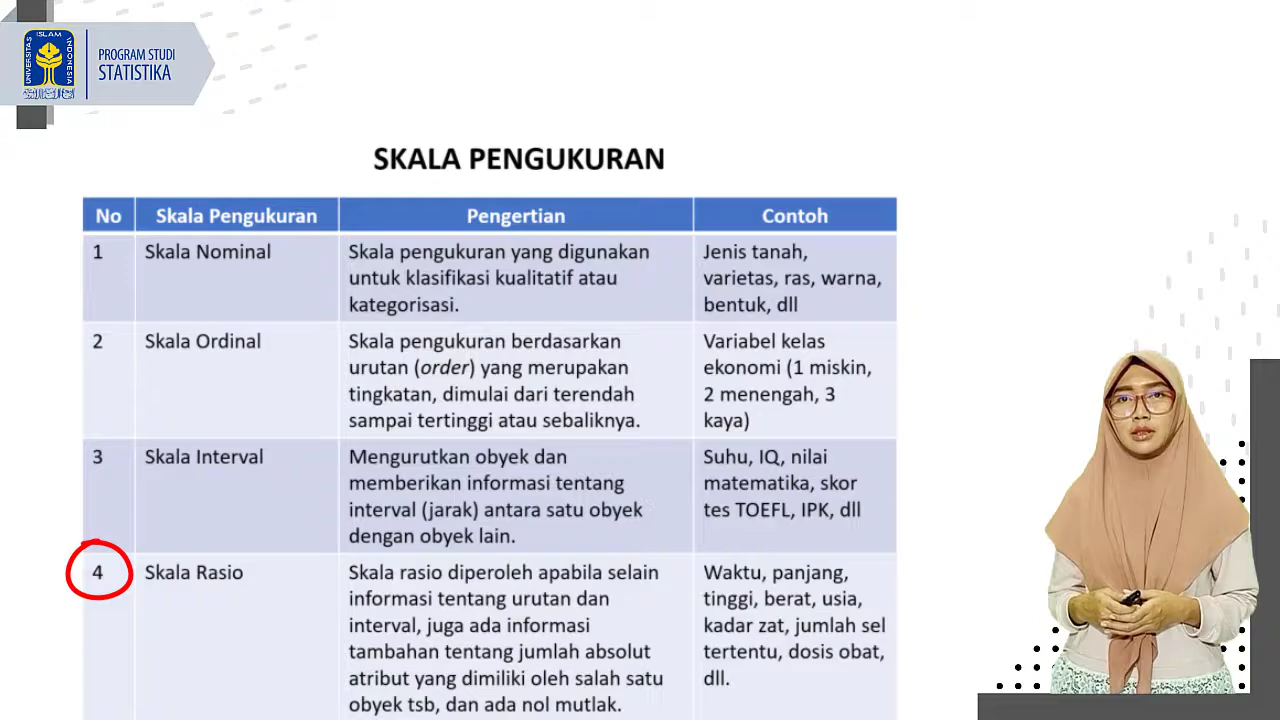 UNIVERSITAS ISLAM INDONESIA
PROGRAM STUDI
STATISTIKA
SKALA PENGUKURAN
No Skala Pengukuran Pengertian Contoh
1 Skala Nominal Skala pengukuran yang digunakan Jenis tanah,
untuk klasifikasi kualitatif atau varietas, ras, warna,
kategorisasi. bentuk, dll
2 Skala Ordinal Skala pengukuran berdasarkan Variabel kelas
urutan (order) yang merupakan ekonomi (1 miskin,
tingkatan, dimulai dari terendah 2 menengah, 3
sampai tertinggi atau sebaliknya. kaya)
3 Skala Interval Mengurutkan obyek dan Suhu, IQ, nilai
memberikan informasi tentang matematika, skor
interval (jarak) antara satu obyek tes TOEFL, IPK, dll
dengan obyek lain.
4 Skala Rasio Skala rasio diperoleh apabila selain Waktu, panjang,
informasi tentang urutan dan tinggi, berat, usia,
interval, juga ada informasi kadar zat, jumlah sel
tambahan tentang jumlah absolut tertentu, dosis obat,
atribut yang dimiliki oleh salah satu dll.
obyek tsb, dan ada nol mutlak.